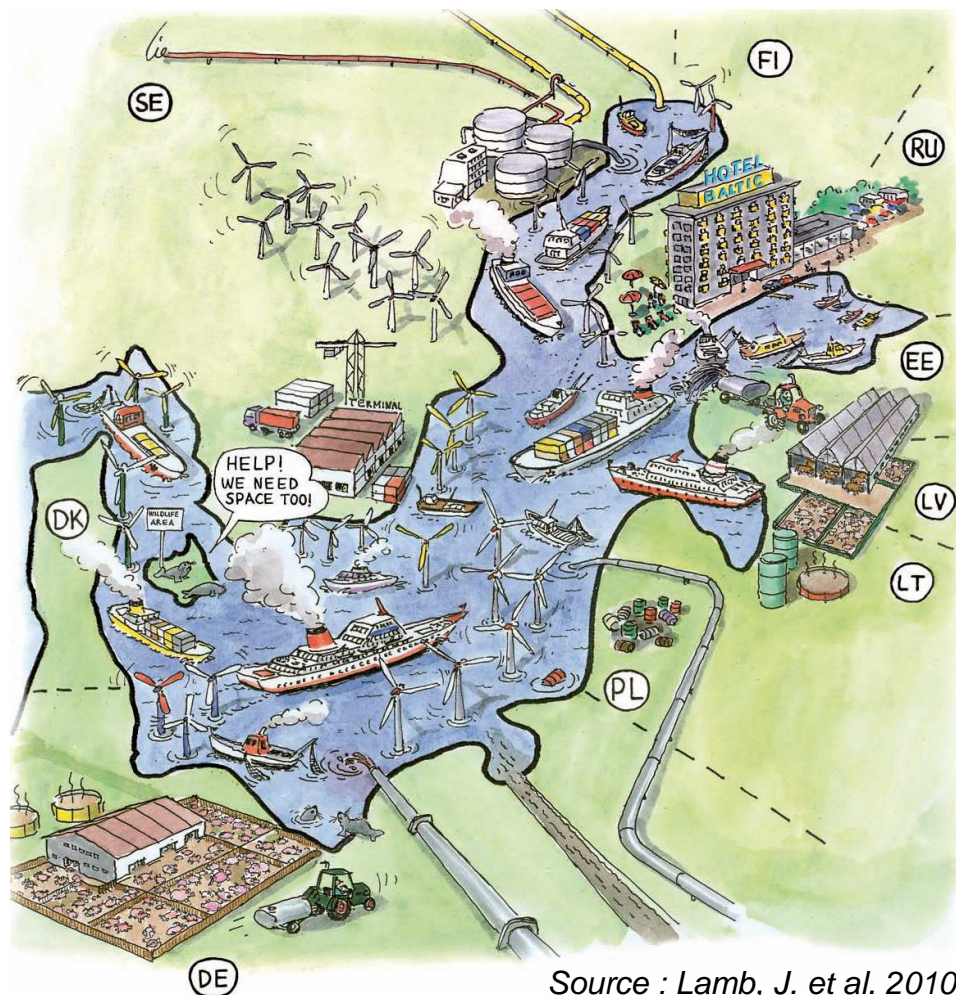 FI
SE
RU
HOTEL
BALTIC
EE
TERMINAL
HELP!
WE NEED
SPACE TOO!
WILDLIFE
AREA
DK
LV
LT
PL
DE
Source : Lamb, J. et al. 2010